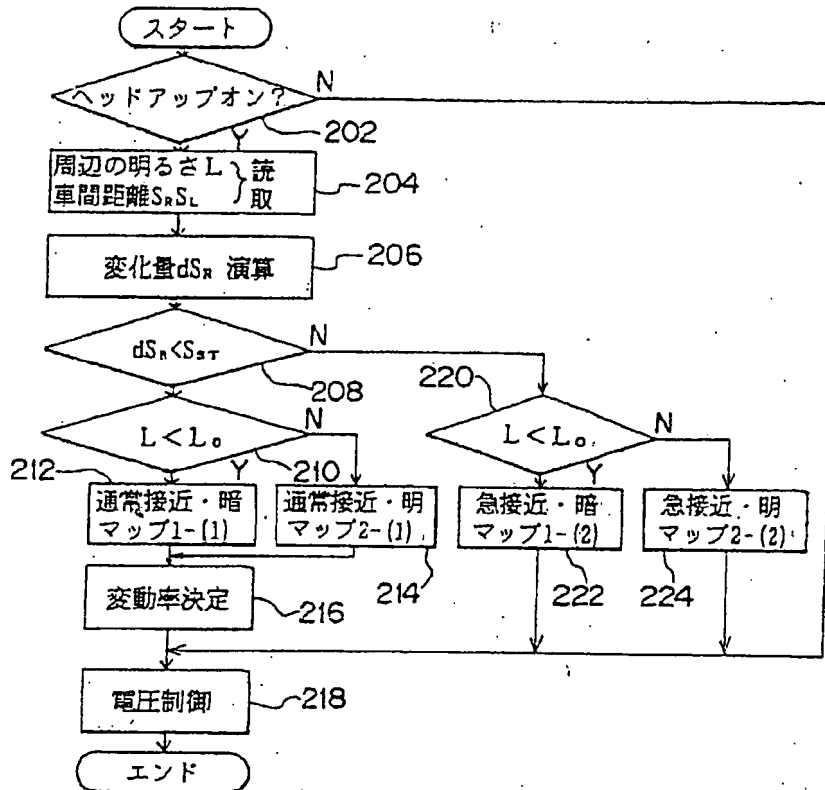 スタート
ヘッドアップオン?
N
Y
202
周辺の明るさL
車間距離SRSL
読取
204
変化量dSR 演算
206
dSR<SST
N
208
L<L0
N
Y
210
212
通常接近・暗
マップ1-(1)
通常接近・明
マップ2-(1)
214
変動率決定
216
220
L<L0
N
Y
急接近・暗
マップ1-(2)
222
急接近・明
マップ2-(2)
224
電圧制御
218
エンド